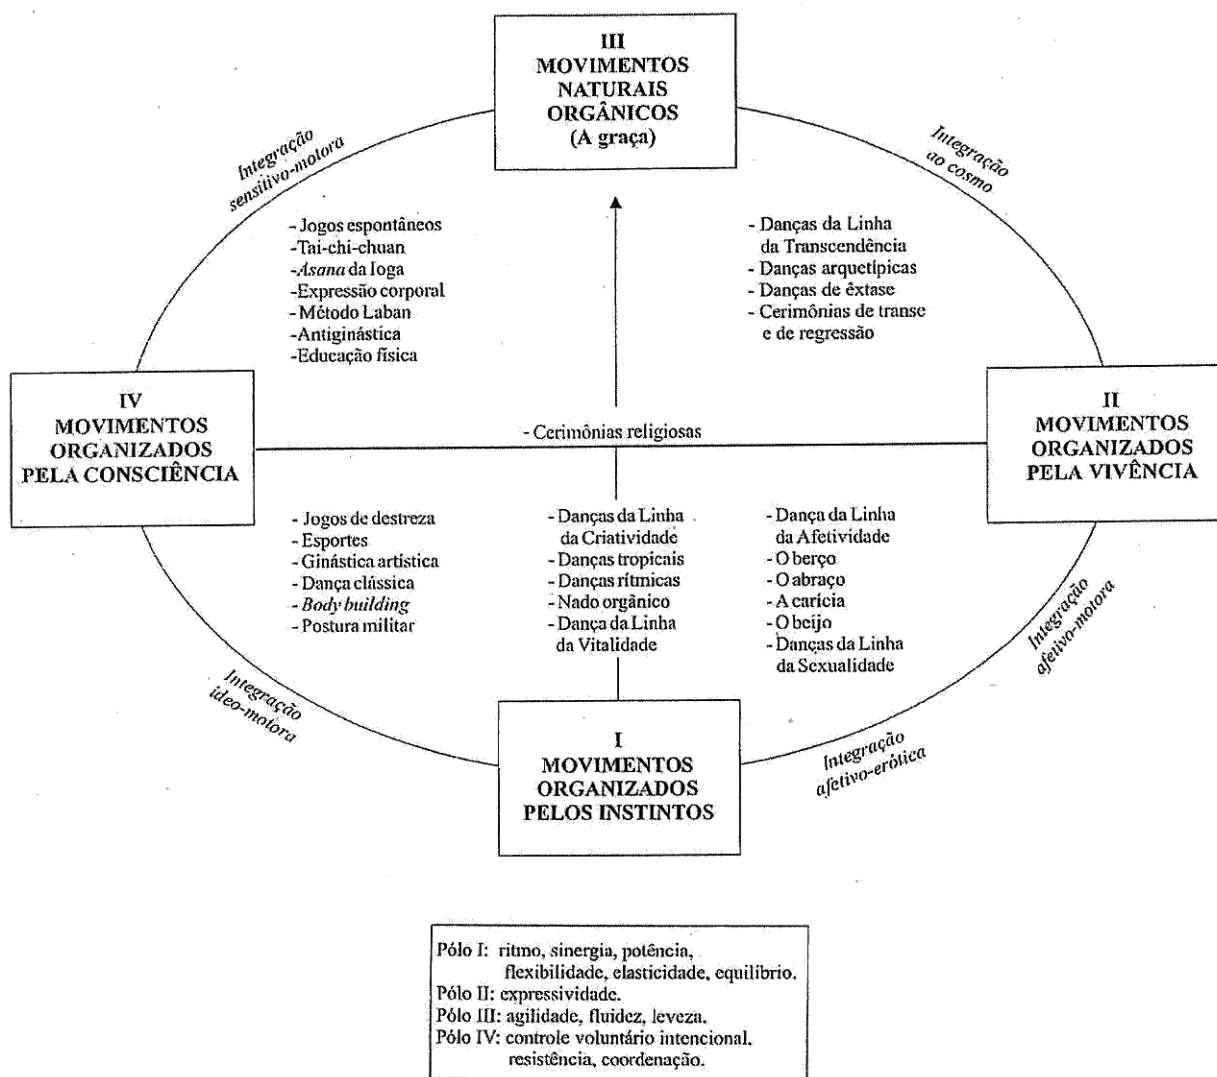 III
MOVIMENTOS
NATURAIS
ORGÂNICOS
(A graça)
Integração
sensitivo-motora
Integração
ao cosmo
- Jogos espontâneos
-Tai-chi-chuan
-Asana da Ioga
-Expressão corporal
- Método Laban
-Antiginástica
-Educação física
- Danças da Linha
da Transcendência
- Danças arquetípicas
- Danças de êxtase
- Cerimônias de transe
e de regressão
IV
MOVIMENTOS
ORGANIZADOS
PELA CONSCIÊNCIA
- Cerimônias religiosas
II
MOVIMENTOS
ORGANIZADOS
PELA VIVÊNCIA
- Jogos de destreza
- Esportes
- Ginástica artística
- Dança clássica
- Body building
- Postura militar
- Danças da Linha
da Criatividade
- Danças tropicais
- Danças rítmicas
- Nado orgânico
- Dança da Linha
da Vitalidade
- Dança da Linha
da Afetividade
- O berço
- O abraço
- A carícia
- O beijo
- Danças da Linha
da Sexualidade
Integração
ideo-motora
Integração
afetivo-motora
Integração
afetivo-erótica
I
MOVIMENTOS
ORGANIZADOS
PELOS INSTINTOS
Pólo I: ritmo, sinergia, potência,
flexibilidade, elasticidade, equilíbrio.
Pólo II: expressividade.
Pólo III: agilidade, fluidez, leveza.
Pólo IV: controle voluntário intencional,
resistência, coordenação.